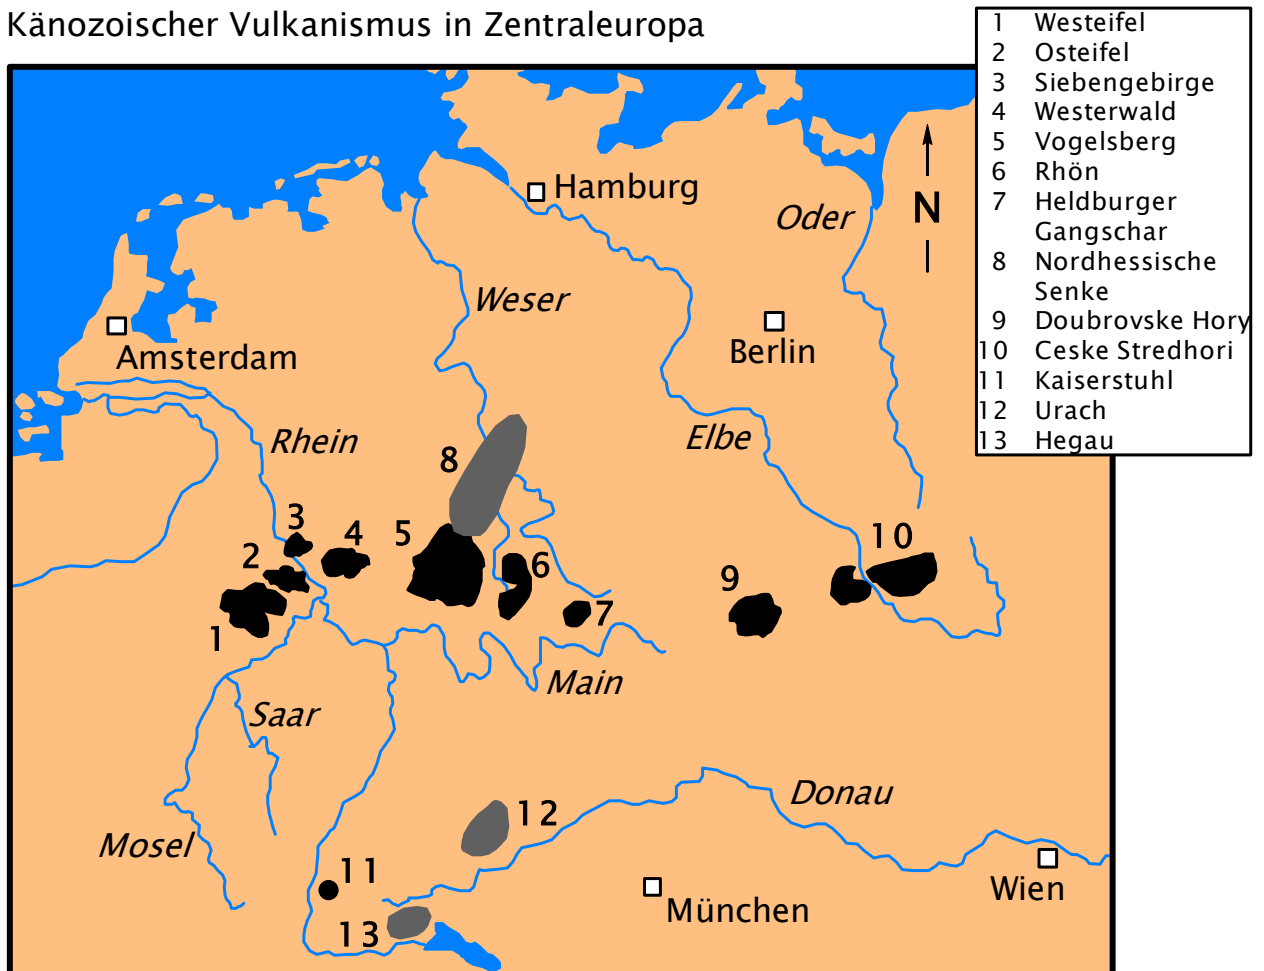 Känozoischer Vulkanismus in Zentraleuropa
1 Westeifel
2 Osteifel
3 Siebengebirge
4 Westerwald
5 Vogelsberg
6 Rhön
7 Heldburger
Gangschar
8 Nordhessische
Senke
9 Doubrovske Hory
10 Ceske Stredhori
11 Kaiserstuhl
12 Urach
13 Hegau
Hamburg
Oder
N
Weser
Amsterdam
Berlin
Rhein
Elbe
8
3
4
5
10
2
6
9
7
1
Main
Saar
Donau
12
Mosel
11
Wien
München
13